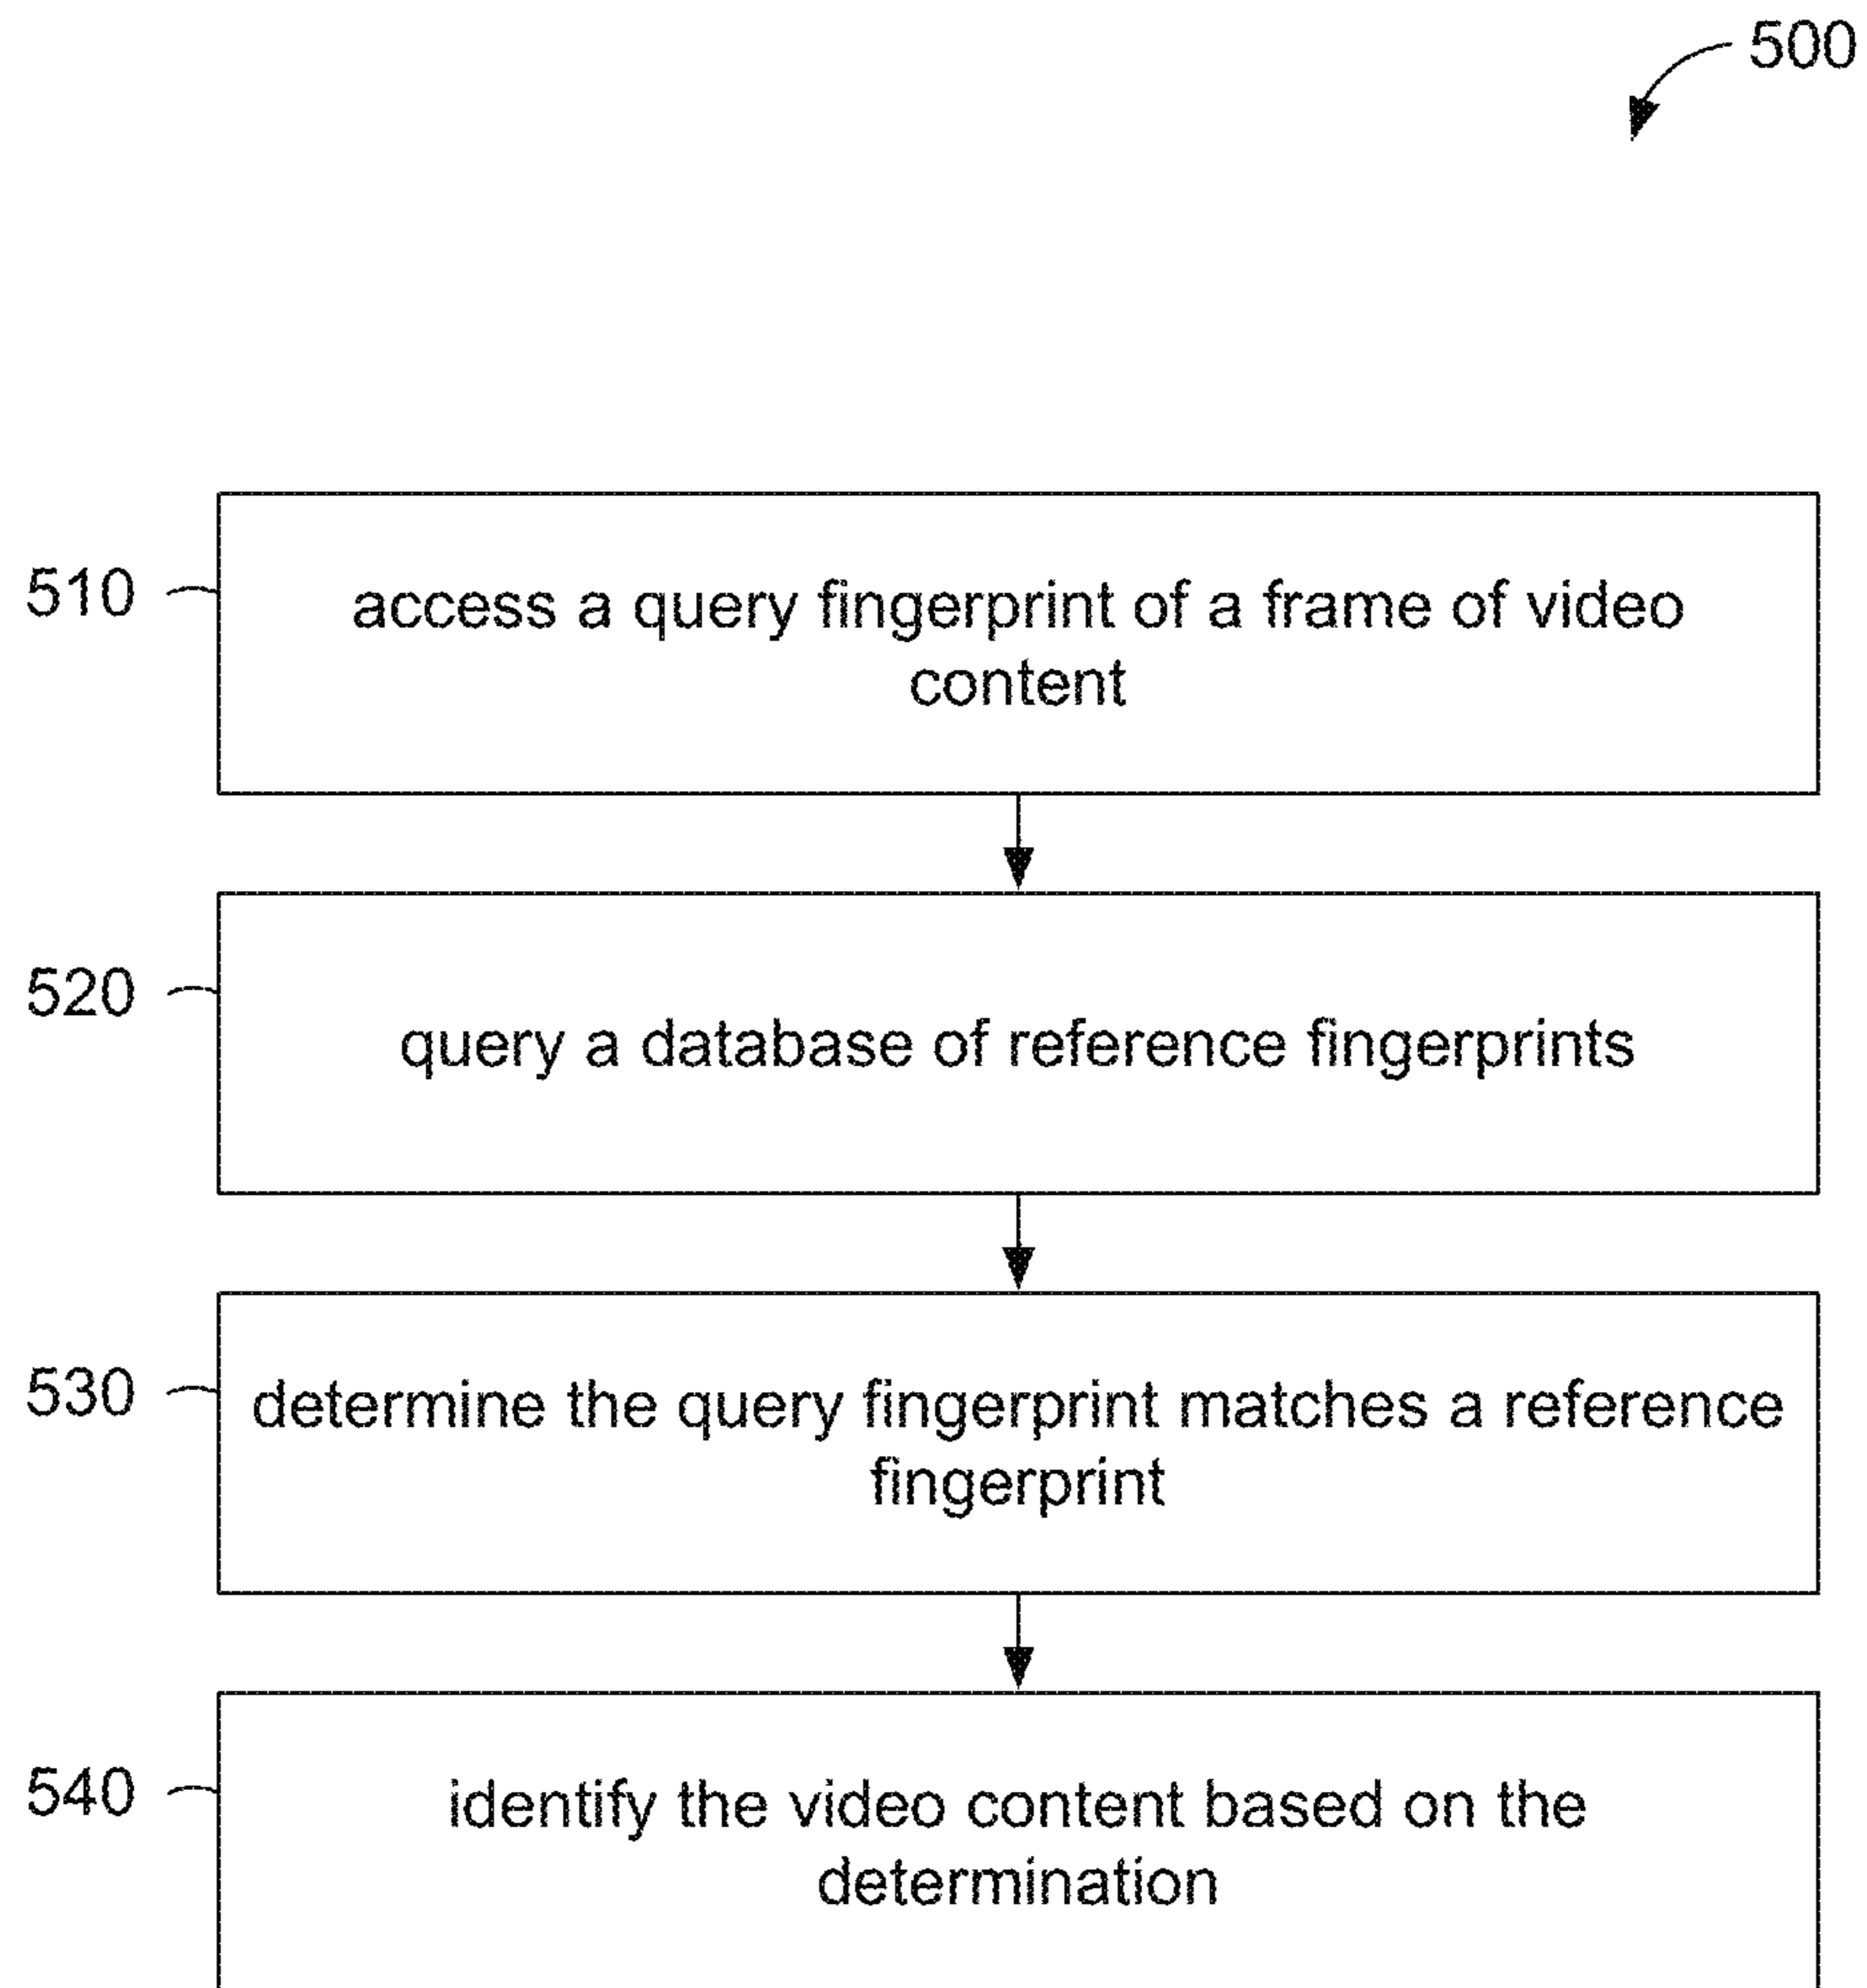 500
510
access a query fingerprint of a frame of video
content
520
query a database of reference fingerprints
530
determine the query fingerprint matches a reference
fingerprint
540
identify the video content based on the
determination